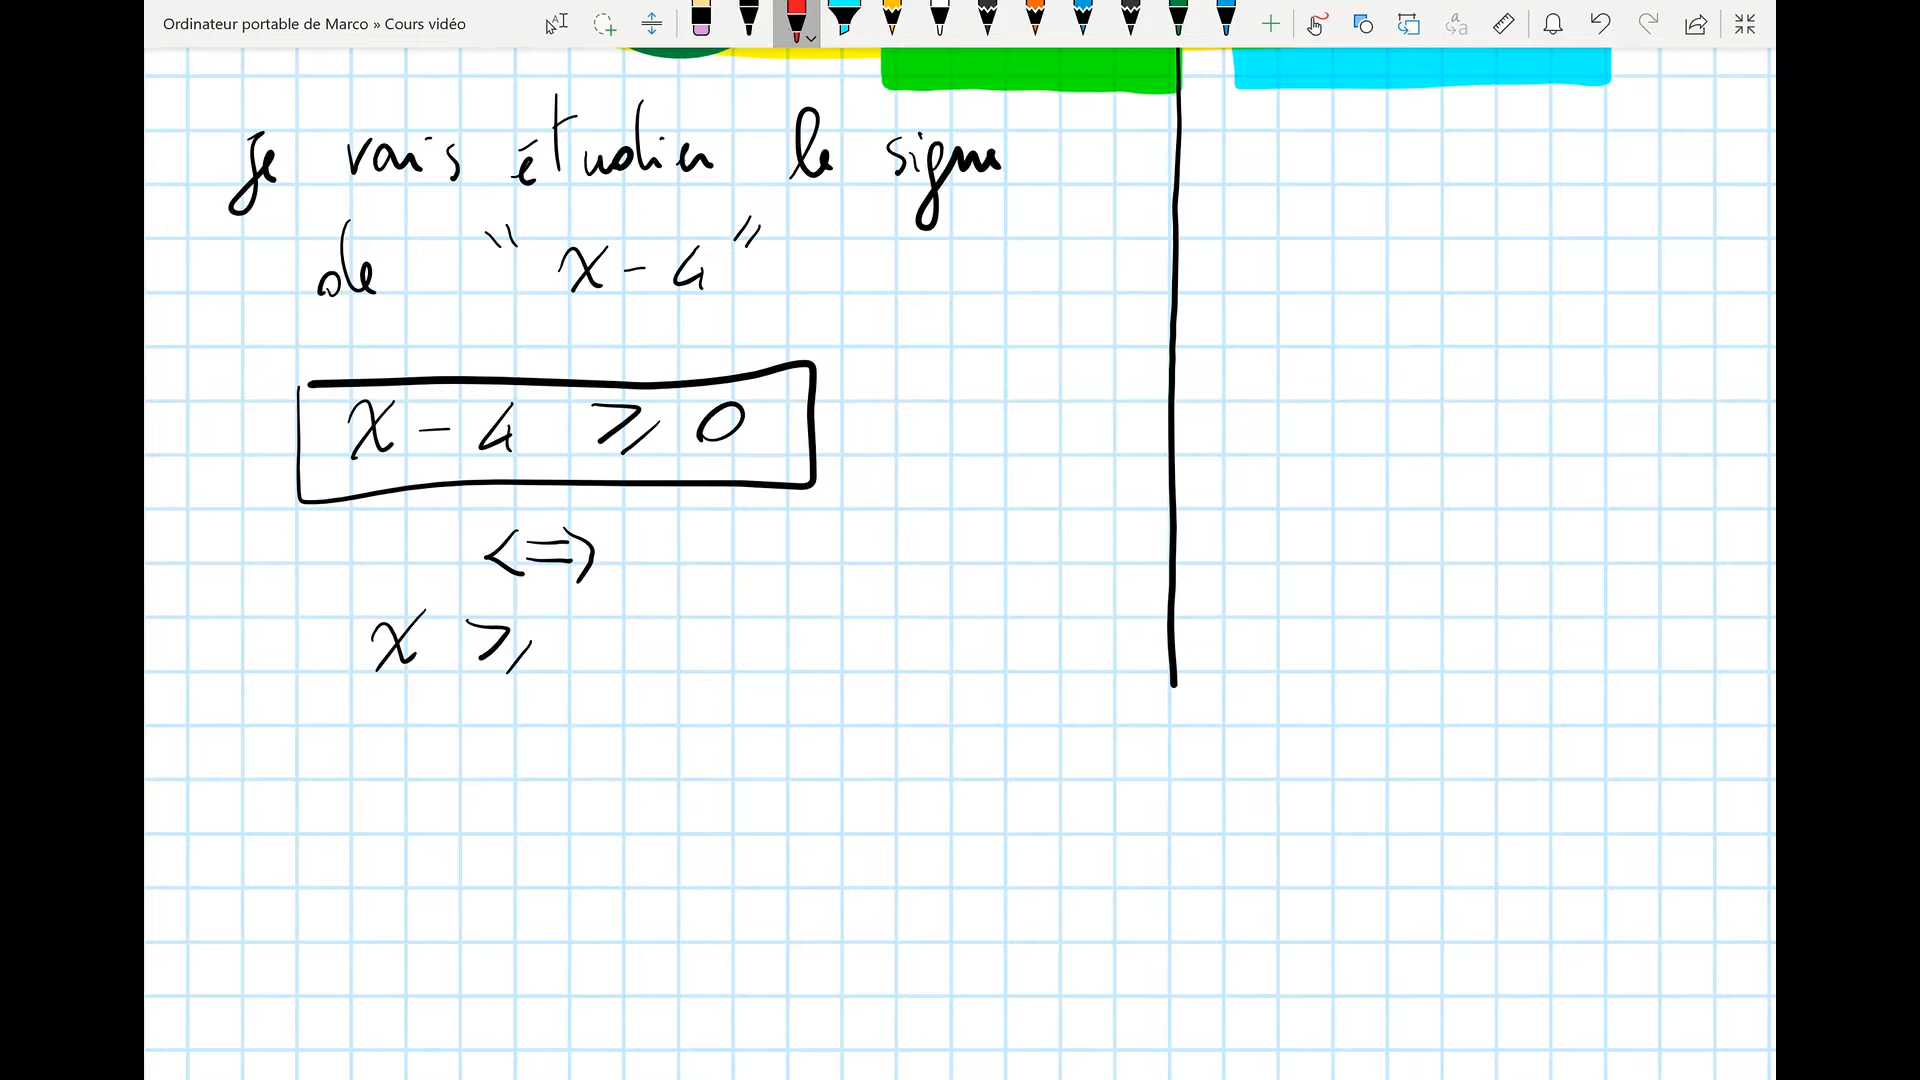 Ordinateur portable de Marco » Cours vidéo
Je vais étudier le signe
de " x - 4 "
x - 4 ⩾ 0
<=>
x ⩾